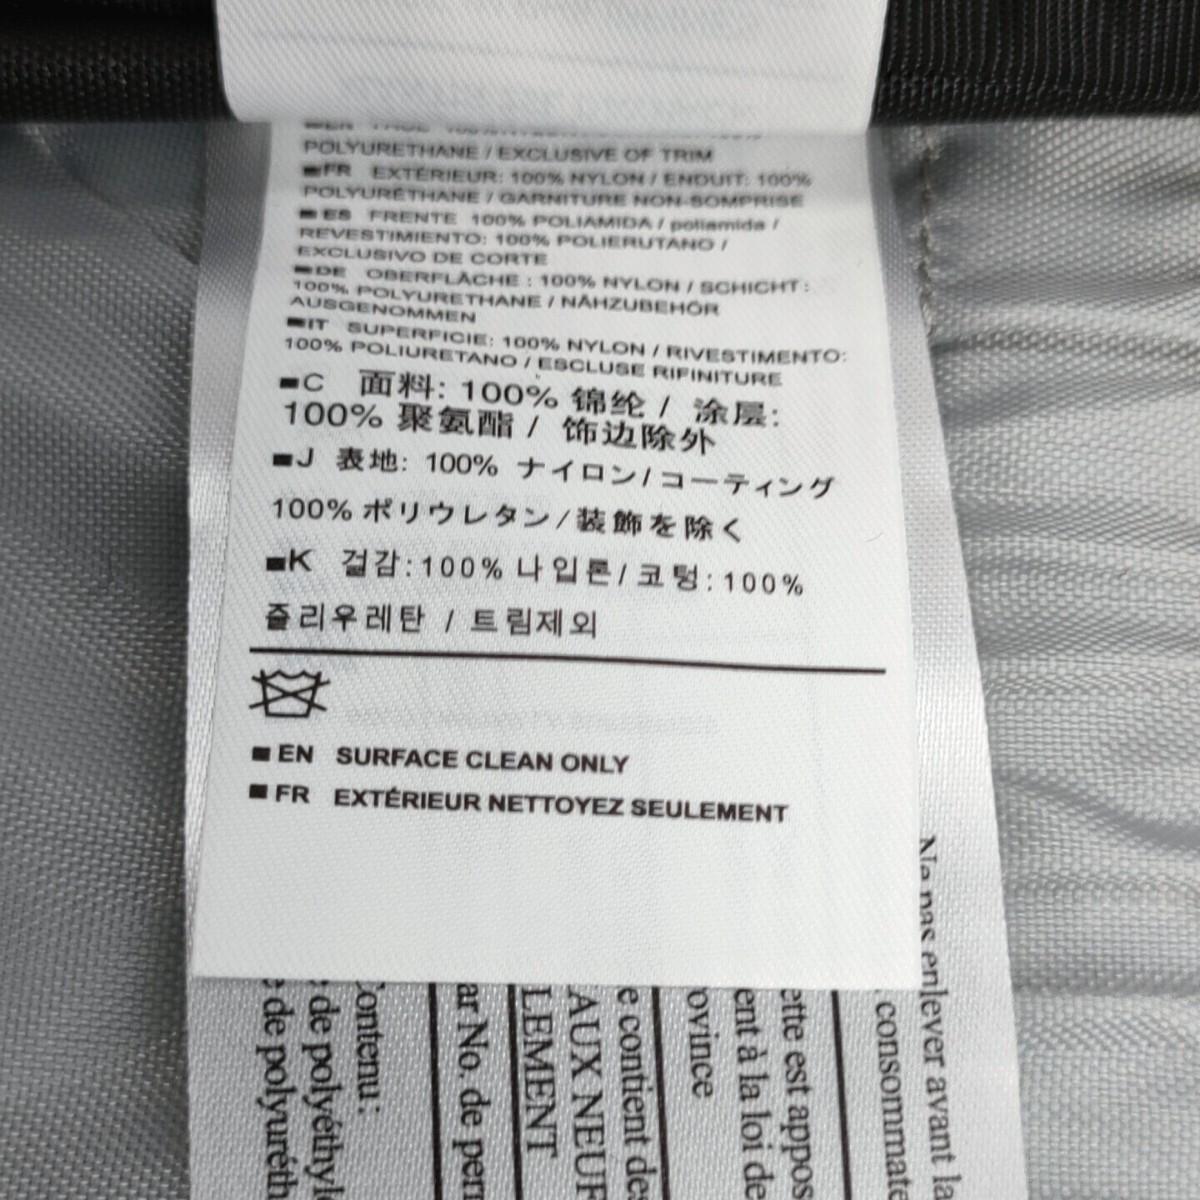 POLYURETHANE / EXCLUSIVE OF TRIM
FR EXTÉRIEUR: 100% NYLON / ENDUIT: 100%
POLYURÉTHANE / GARNITURE NON-SOMPRISE
ES FRENTE 100% POLIAMIDA / poliamida /
REVESTIMIENTO: 100% POLIERUTANO /
EXCLUSIVO DE CORTE
DE OBERFLÄCHE : 100% NYLON / SCHICHT:
100% POLYURETHANE / NÄHZUBEHÖR
AUSGENOMMEN
IT SUPERFICIE: 100% NYLON / RIVESTIMENTO:
100% POLIURETANO / ESCLUSE RIFINITURE
C 面料: 100% 锦纶 / 涂层:
100% 聚氨酯 / 饰边除外
J 表地: 100% ナイロン/コーティング
100% ポリウレタン/装飾を除く
K 걸감:100% 나입론/코텅:100%
졸리우레탄 / 트림제외
EN SURFACE CLEAN ONLY
FR EXTÉRIEUR NETTOYEZ SEULEMENT
Ne pas enlever avant la
consommate
ette est appos
ent à la loi de
ovince
e contient des
AUX NEUF
LEMENT
ar No. de per
Contenu:
de polyéthyl
de polyuréth